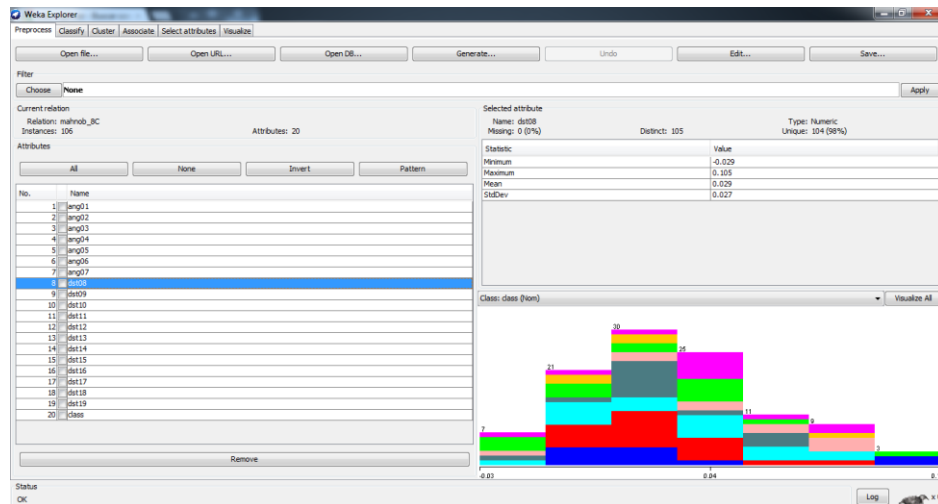 Weka Explorer
Preprocess Classify Cluster Associate Select attributes Visualize
Open file... Open URL... Open DB... Generate... Undo Edit... Save...
Filter
Choose None Apply
Current relation
Relation: mahnob_8C
Instances: 106 Attributes: 20
Attributes
All None Invert Pattern
No. Name
1 ang01
2 ang02
3 ang03
4 ang04
5 ang05
6 ang06
7 ang07
8 dst08
9 dst09
10 dst10
11 dst11
12 dst12
13 dst13
14 dst14
15 dst15
16 dst16
17 dst17
18 dst18
19 dst19
20 class
Remove
Selected attribute
Name: dst08 Type: Numeric
Missing: 0 (0%) Distinct: 105 Unique: 104 (98%)
Statistic Value
Minimum -0.029
Maximum 0.105
Mean 0.029
StdDev 0.027
Class: class (Nom) Visualize All
7 21 30 26 11 9 3
-0.03 0.04
Status
OK Log